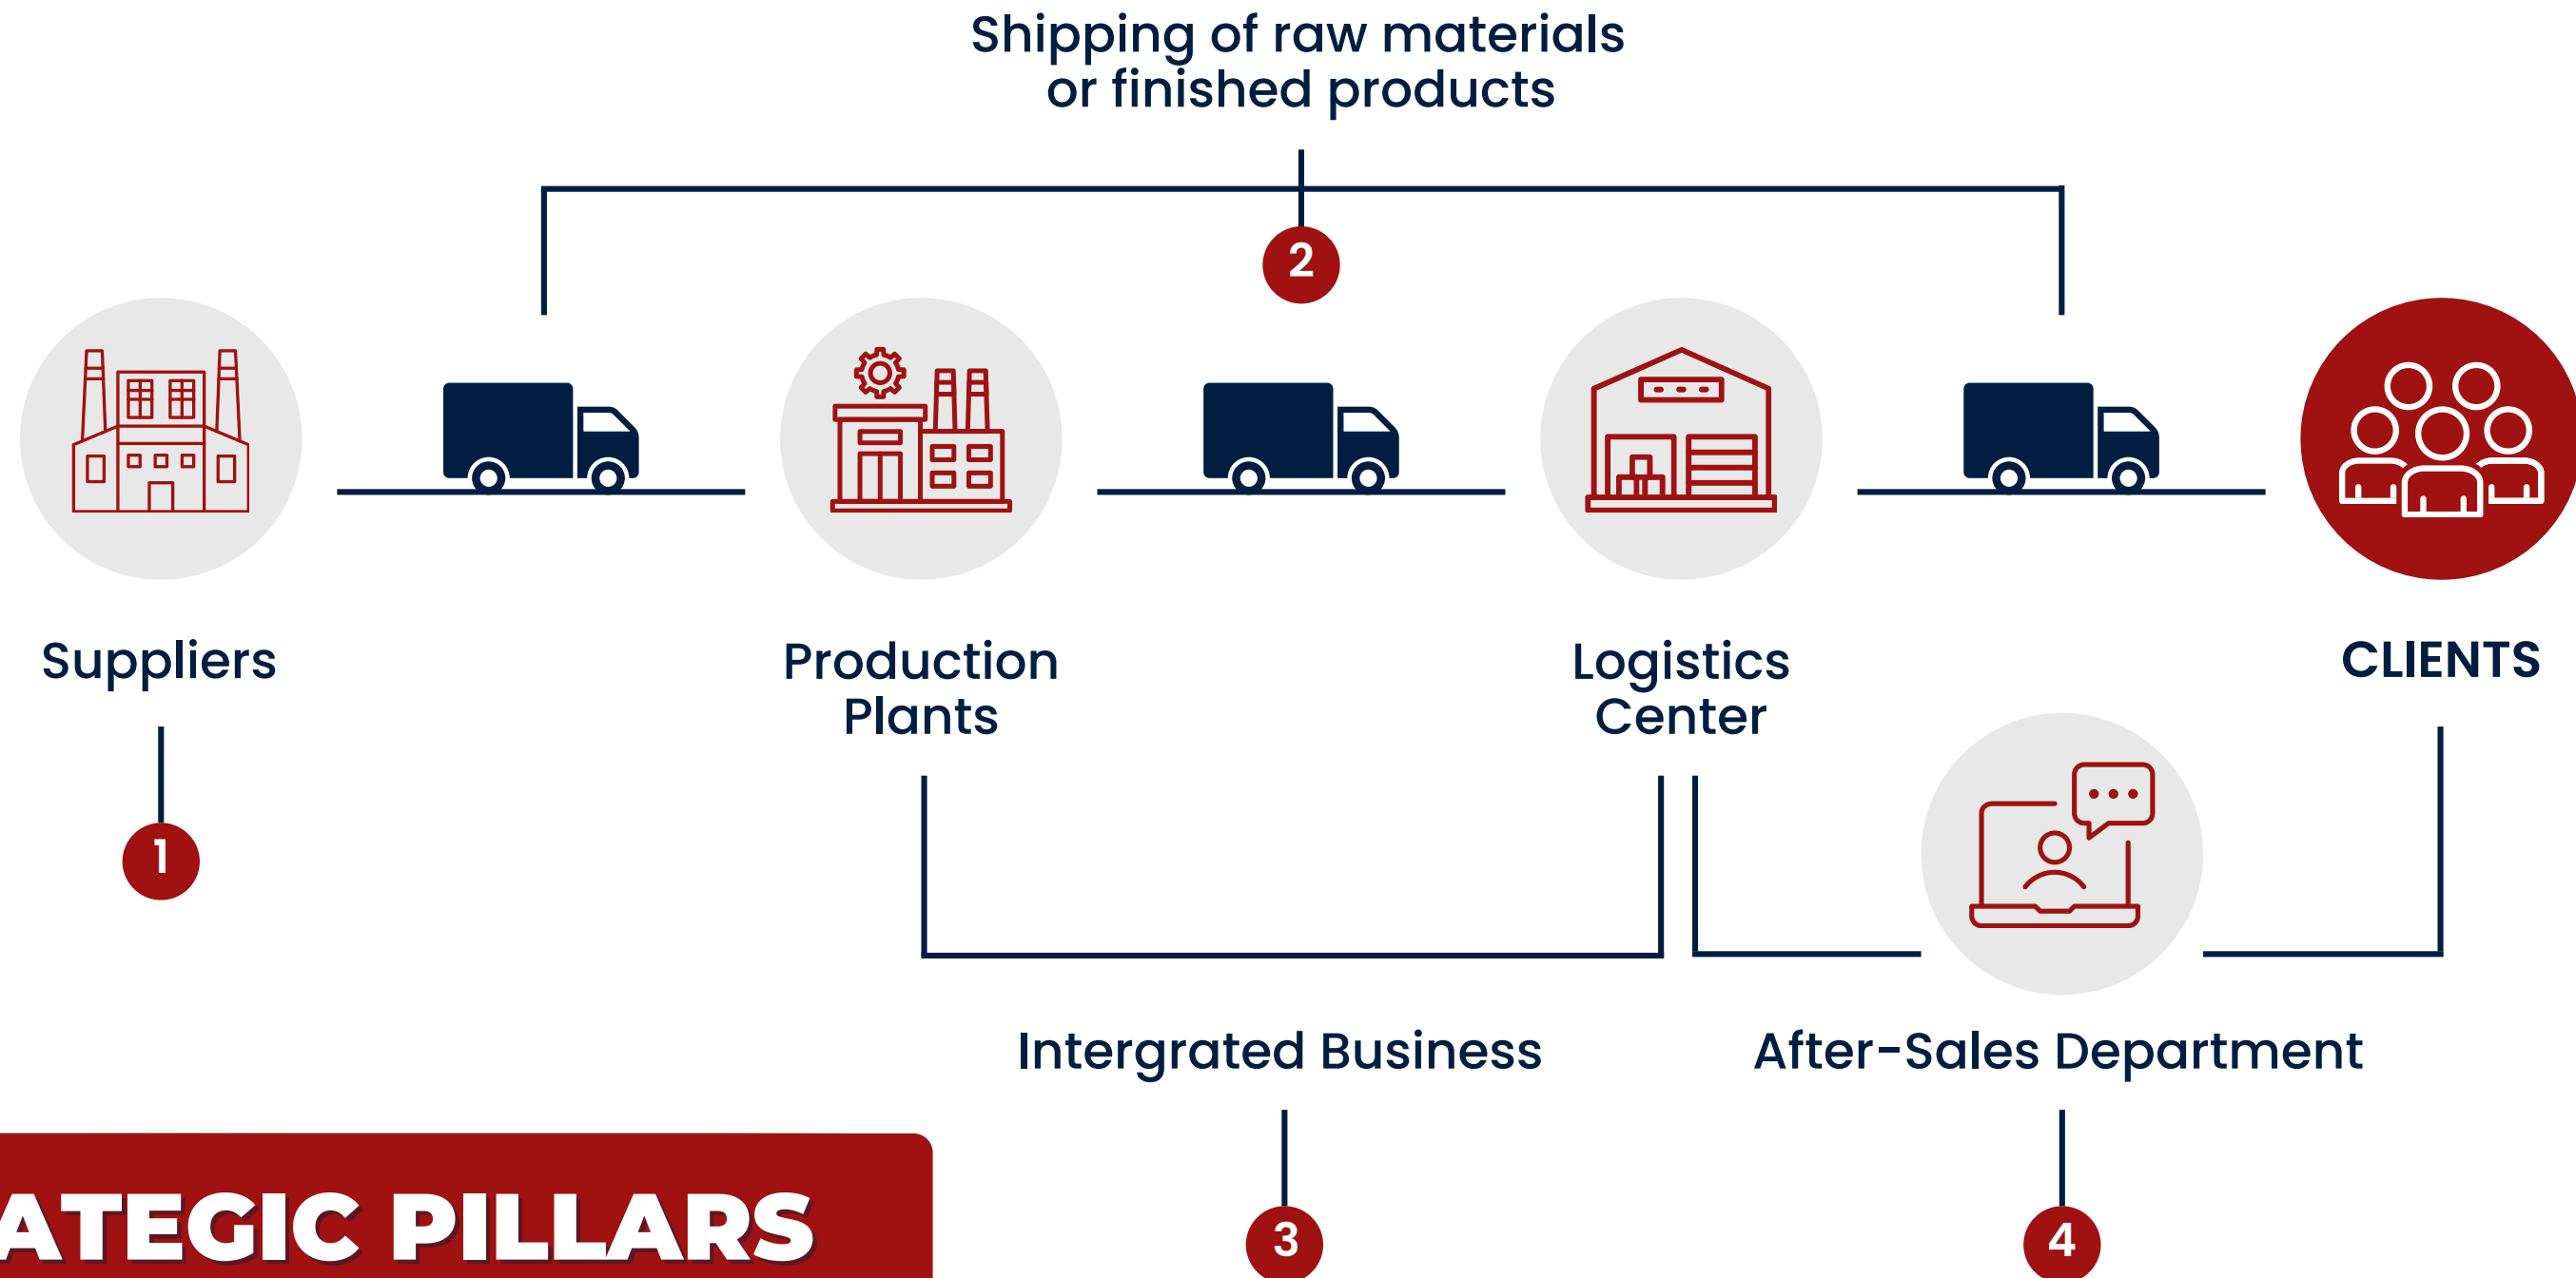 Shipping of raw materials
or finished products
2
Suppliers
Production
Plants
Logistics
Center
CLIENTS
1
Intergrated Business
After-Sales Department
3
4
ATEGIC PILLARS